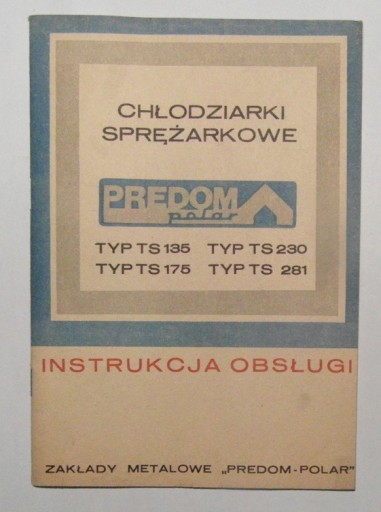 CHŁODZIARKI
SPRĘŻARKOWE
PREDOM
polar
TYP TS 135 TYP TS 230
TYP TS 175 TYP TS 281
INSTRUKCJA OBSŁUGI
ZAKŁADY METALOWE „PREDOM-POLAR"